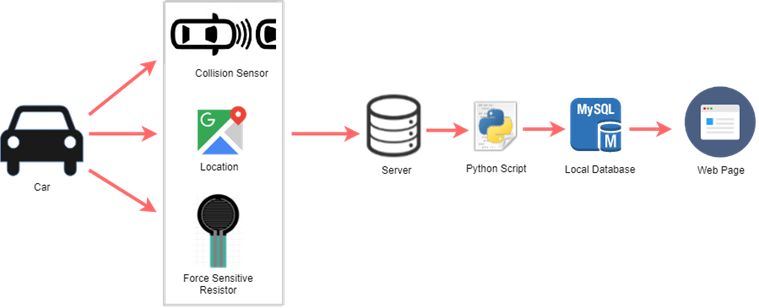 Collision Sensor
G
Location
Car
Force Sensitive
Resistor
Server
Python Script
MySQL
M
Local Database
Web Page